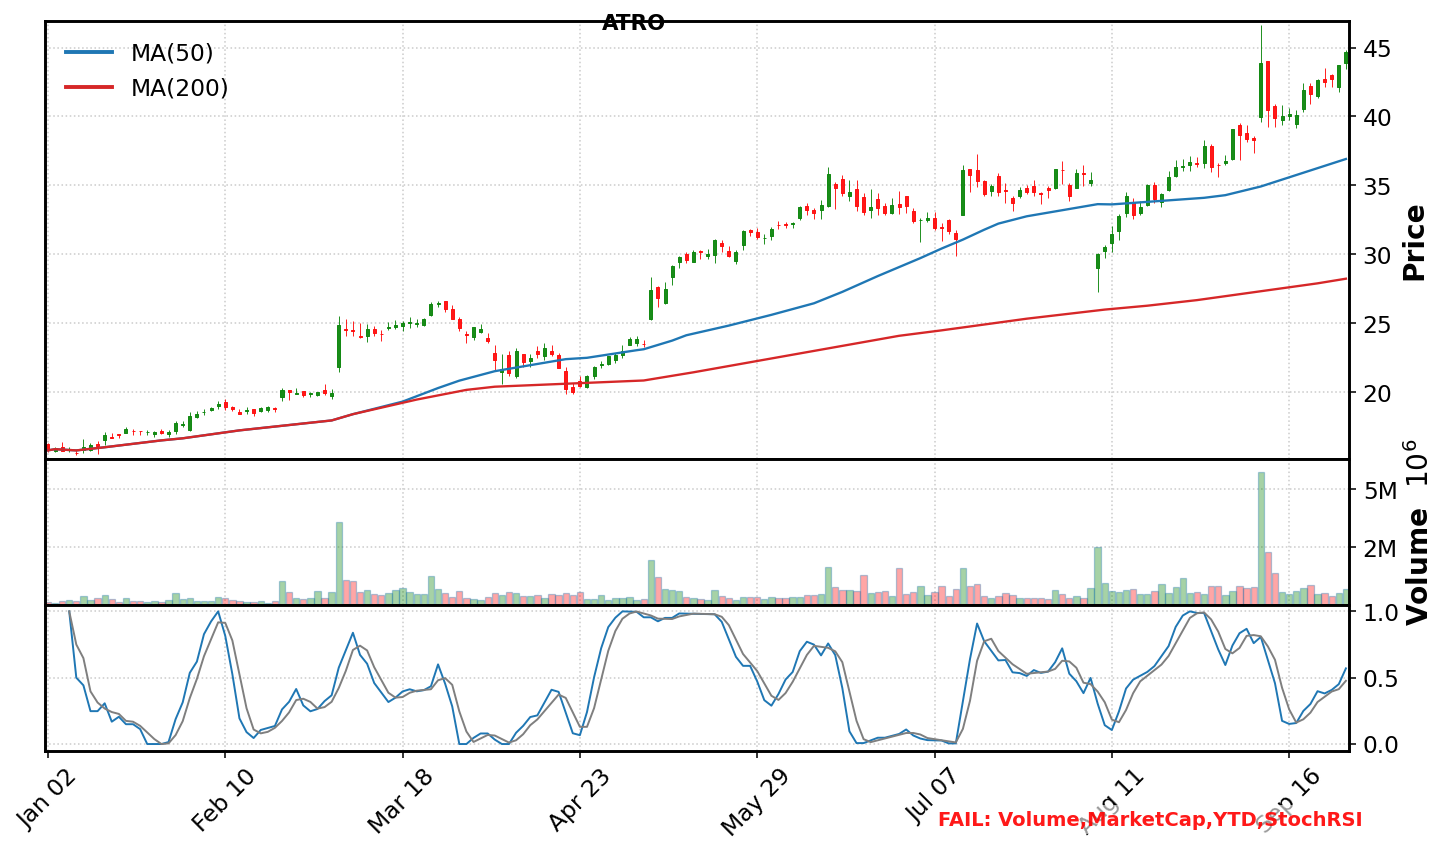 ATRO
MA(50)
MA(200)
45
40
35
30
25
20
Price
5M
2M
Volume 10^6
1.0
0.5
0.0
Jan 02
Feb 10
Mar 18
Apr 23
May 29
Jul 07
Aug 11
Sep 16
FAIL: Volume,MarketCap,YTD,StochRSI